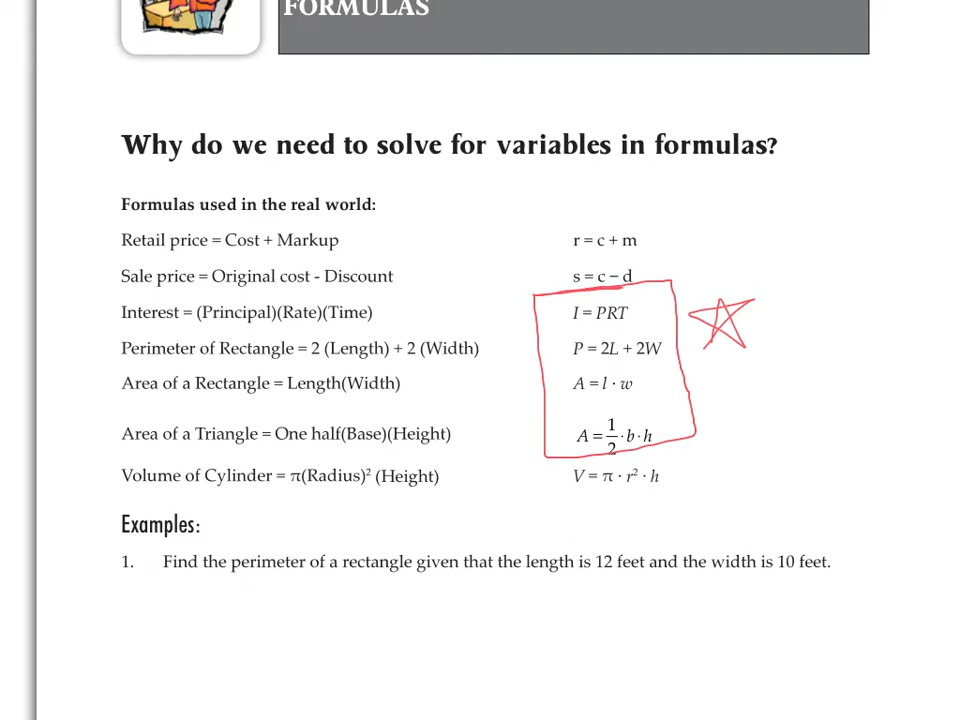 FORMULAS
Why do we need to solve for variables in formulas?
Formulas used in the real world:
Retail price = Cost + Markup r = c + m
Sale price = Original cost - Discount s = c − d
Interest = (Principal)(Rate)(Time) I = PRT
Perimeter of Rectangle = 2 (Length) + 2 (Width) P = 2L + 2W
Area of a Rectangle = Length(Width) A = l · w
Area of a Triangle = One half(Base)(Height) A = 1/2 · b · h
Volume of Cylinder = π(Radius)² (Height) V = π · r² · h
Examples:
1. Find the perimeter of a rectangle given that the length is 12 feet and the width is 10 feet.